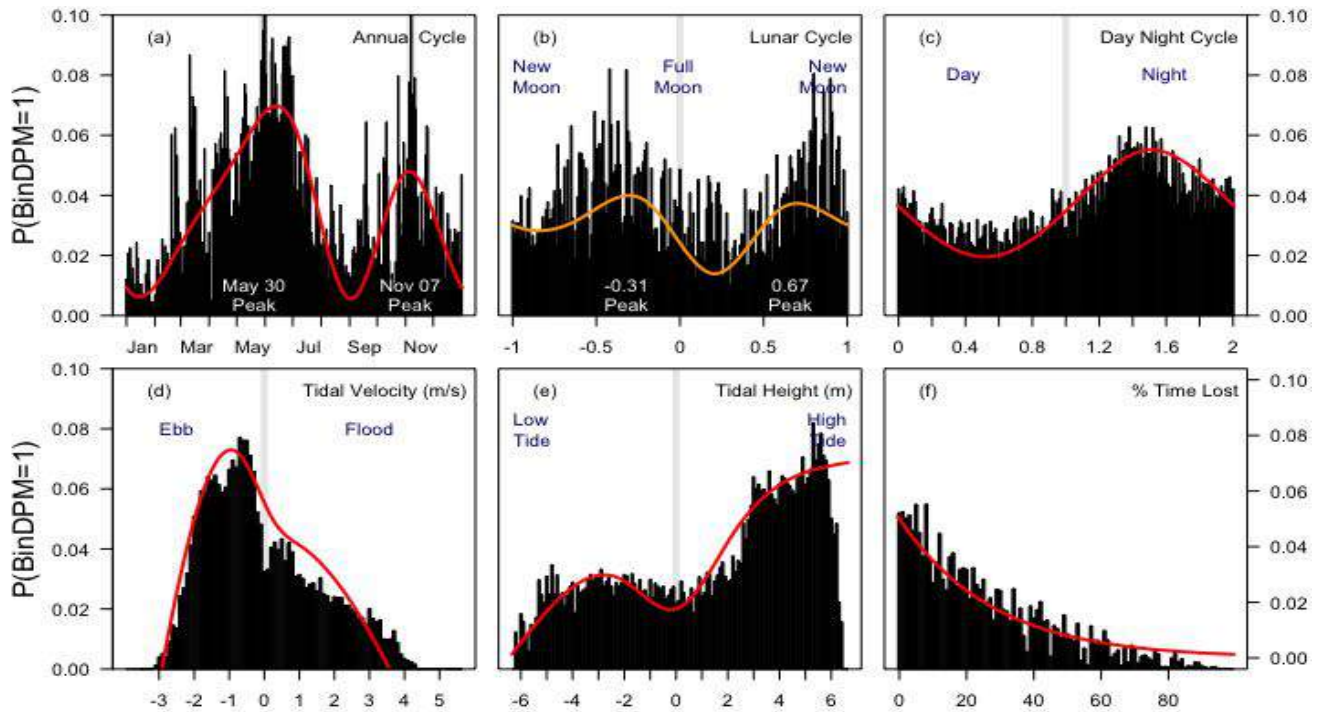 0.10
0.08
0.06
0.04
0.02
0.00
P(BinDPM=1)
(a) Annual Cycle
May 30
Peak
Nov 07
Peak
Jan Mar May Jul Sep Nov
(b) Lunar Cycle
New
Moon
Full
Moon
New
Moon
-0.31
Peak
0.67
Peak
-1 -0.5 0 0.5 1
(c) Day Night Cycle
Day Night
0 0.4 1.2 1.6 2
0.10
0.08
0.06
0.04
0.02
0.00
0.10
0.08
0.06
0.04
0.02
0.00
P(BinDPM=1)
(d) Tidal Velocity (m/s)
Ebb Flood
-3 -2 -1 0 1 2 3 4 5
(e) Tidal Height (m)
Low
Tide
High
Tide
-6 -4 -2 0 2 4 6
(f) % Time Lost
0 20 40 60 80
0.10
0.08
0.06
0.04
0.02
0.00